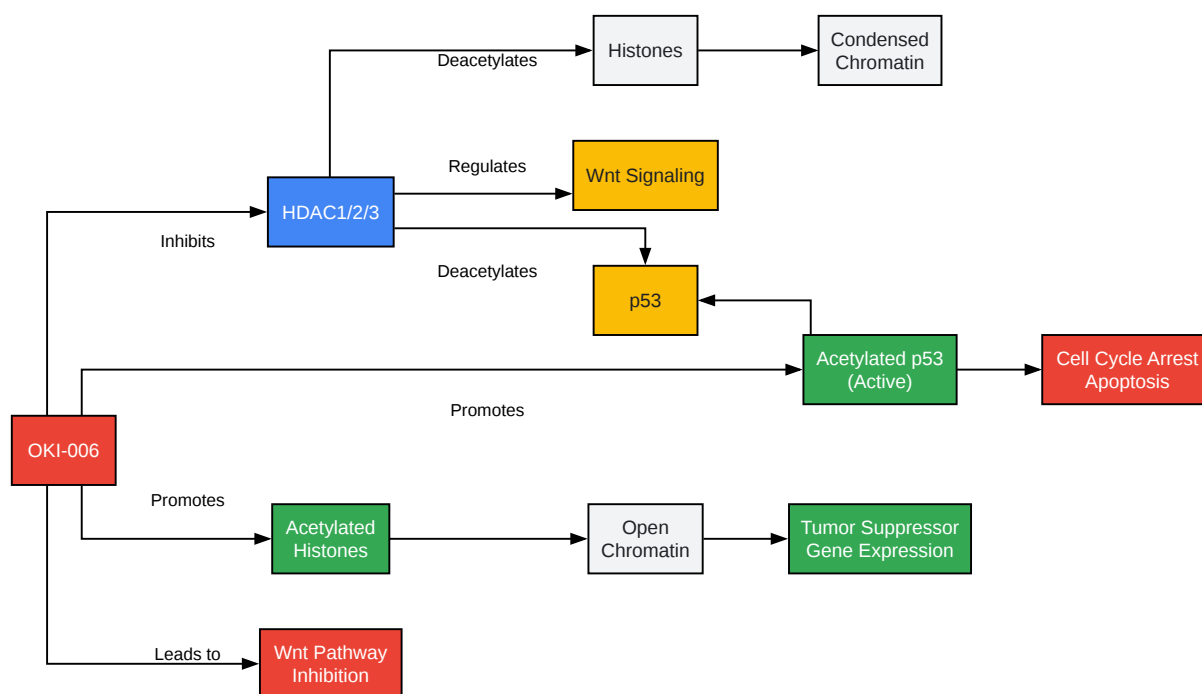 Histones
Condensed
Chromatin
Deacetylates
Regulates
Wnt Signaling
HDAC1/2/3
Inhibits
Deacetylates
p53
Acetylated p53
(Active)
Cell Cycle Arrest
Apoptosis
Promotes
OKI-006
Promotes
Acetylated
Histones
Open
Chromatin
Tumor Suppressor
Gene Expression
Leads to
Wnt Pathway
Inhibition